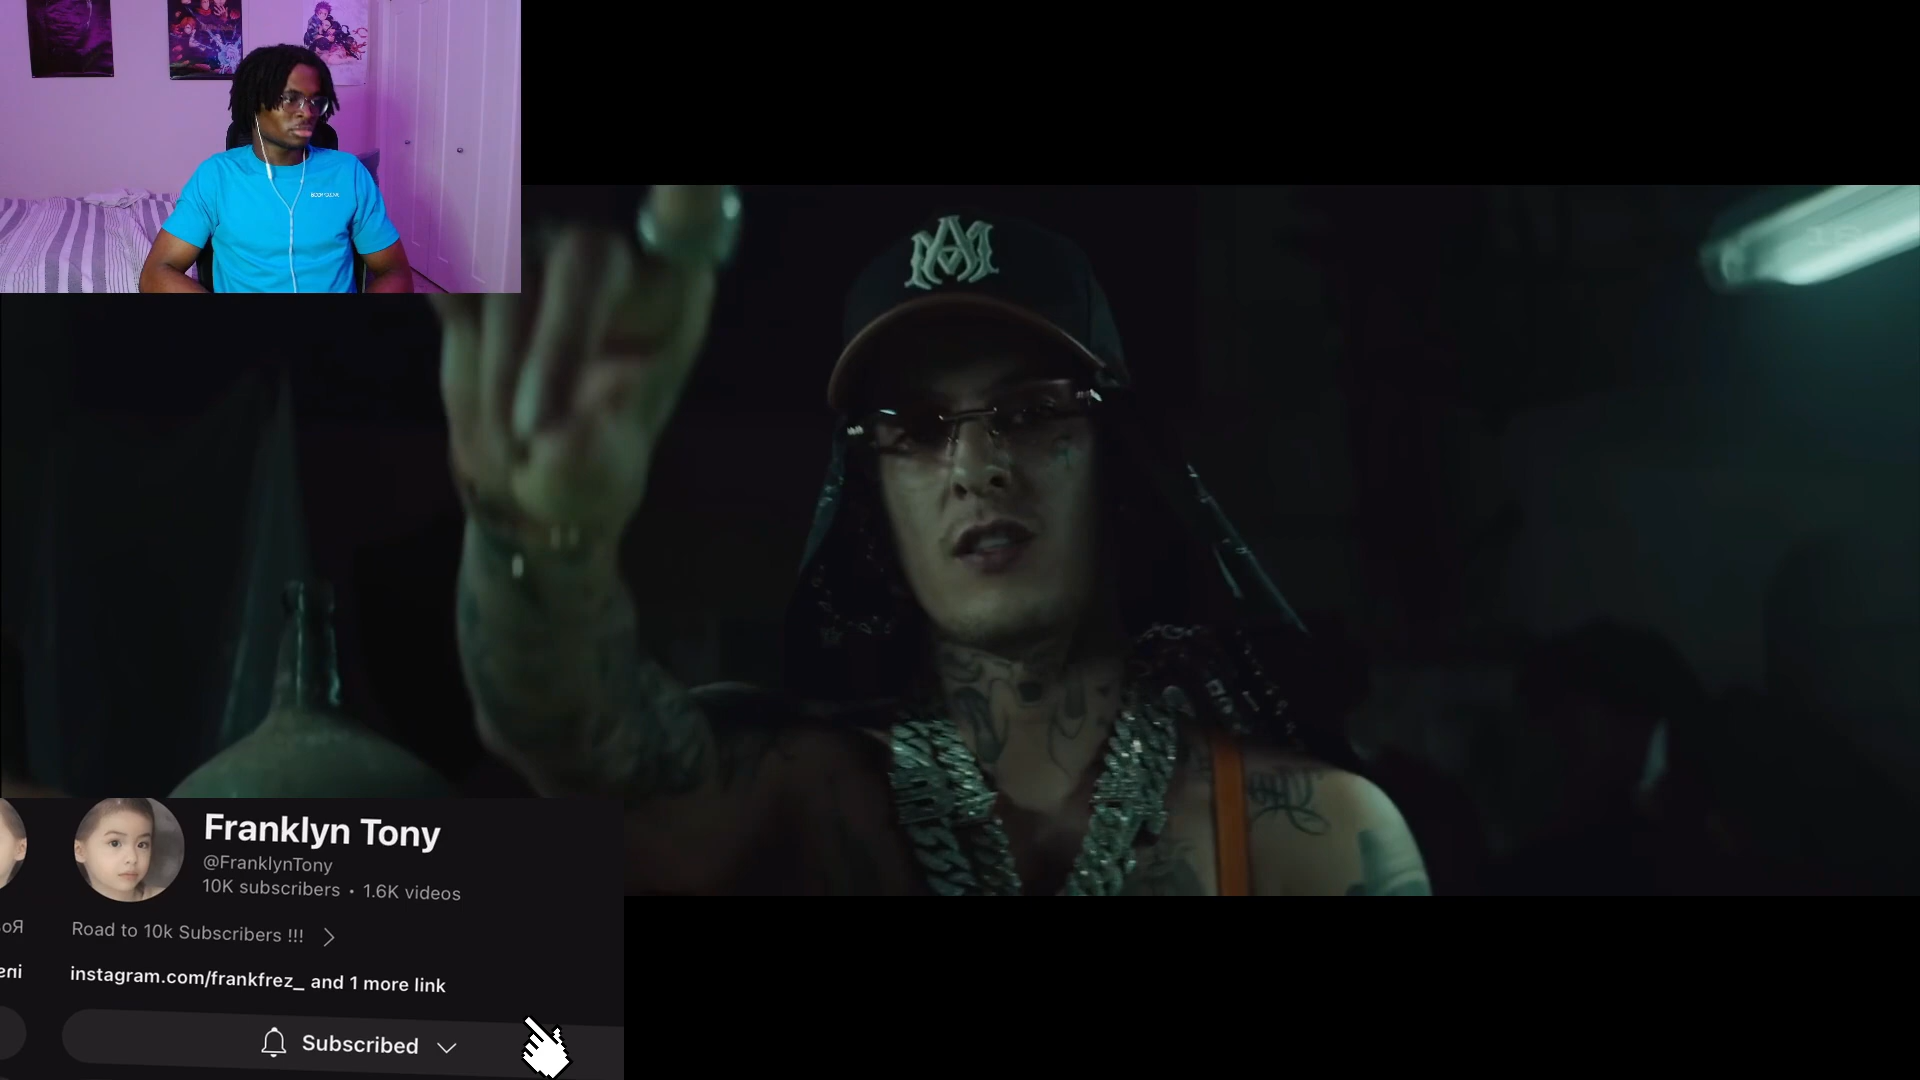 Franklyn Tony
@FranklynTony
10K subscribers • 1.6K videos
Road to 10k Subscribers !!!
instagram.com/frankfrez_ and 1 more link
Subscribed